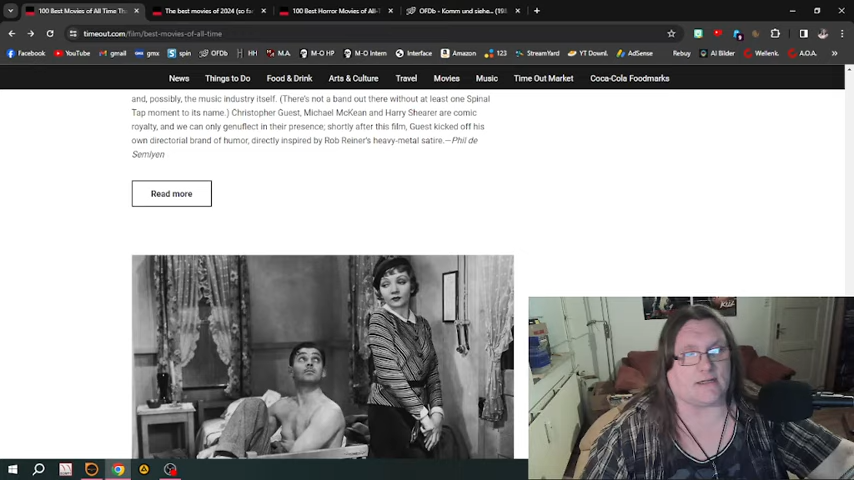 100 Best Movies of All Time Th
The best movies of 2024 (so fa
100 Best Horror Movies of All-T
OFDb - Komm und siehe... (198
timeout.com/film/best-movies-of-all-time
Facebook
YouTube
gmail
gmx
spin
OFDb
HH
M.A.
M-O HP
M-O Intern
Interface
Amazon
123
StreamYard
YT Downl.
AdSense
Rebuy
AI Bilder
Wellenk.
A.O.A.
News
Things to Do
Food & Drink
Arts & Culture
Travel
Movies
Music
Time Out Market
Coca-Cola Foodmarks
and, possibly, the music industry itself. (There's not a band out there without at least one Spinal
Tap moment to its name.) Christopher Guest, Michael McKean and Harry Shearer are comic
royalty, and we can only genuflect in their presence; shortly after this film, Guest kicked off his
own directorial brand of humor, directly inspired by Rob Reiner's heavy-metal satire.—Phil de
Semlyen
Read more